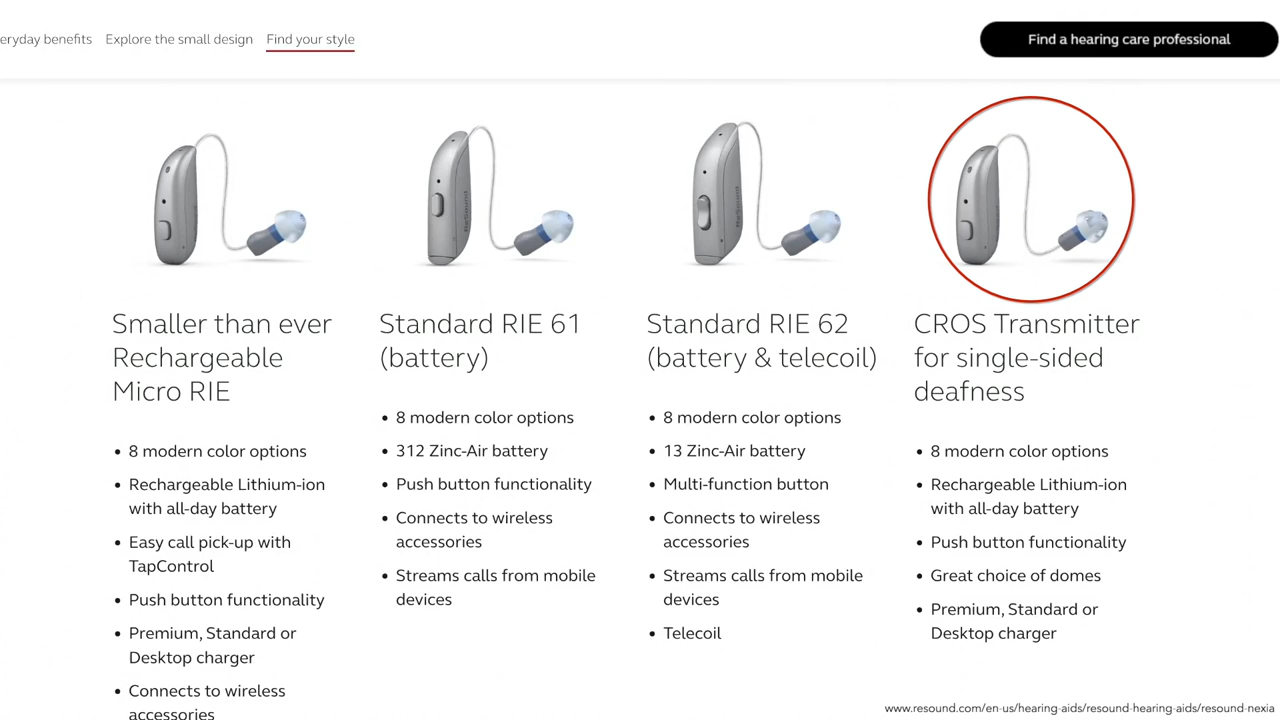 eryday benefits
Explore the small design
Find your style
Find a hearing care professional
Smaller than ever
Rechargeable
Micro RIE
8 modern color options
Rechargeable Lithium-ion
with all-day battery
Easy call pick-up with
TapControl
Push button functionality
Premium, Standard or
Desktop charger
Connects to wireless
accessories
Standard RIE 61
(battery)
8 modern color options
312 Zinc-Air battery
Push button functionality
Connects to wireless
accessories
Streams calls from mobile
devices
Standard RIE 62
(battery & telecoil)
8 modern color options
13 Zinc-Air battery
Multi-function button
Connects to wireless
accessories
Streams calls from mobile
devices
Telecoil
CROS Transmitter
for single-sided
deafness
8 modern color options
Rechargeable Lithium-ion
with all-day battery
Push button functionality
Great choice of domes
Premium, Standard or
Desktop charger
ReSound
ReSound
www.resound.com/en-us/hearing-aids/resound-hearing-aids/resound-nexia